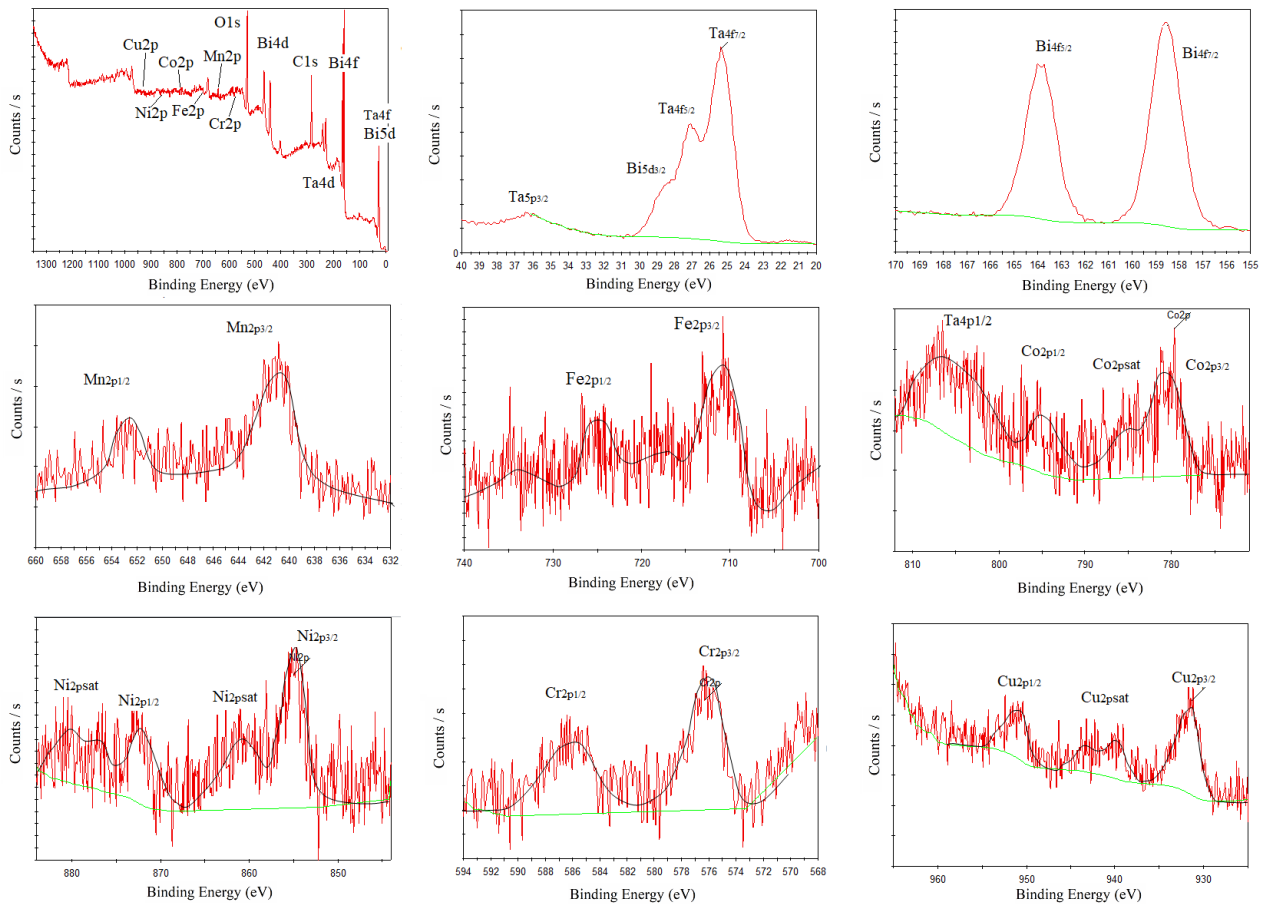 O1s
Cu2p
Co2p
Mn2p
Bi4d
C1s
Bi4f
Ni2p
Fe2p
Cr2p
Ta4d
Ta4f
Bi5d
Counts / s
1300 1200 1100 1000 900 800 700 600 500 400 300 200 100 0
Binding Energy (eV)
Ta4f7/2
Ta4f5/2
Bi5d3/2
Ta5p3/2
Counts / s
0
40 39 38 37 36 35 34 33 32 31 30 29 28 27 26 25 24 23 22 21 20
Binding Energy (eV)
Bi4f5/2
Bi4f7/2
Counts / s
170 169 168 167 166 165 164 163 162 161 160 159 158 157 156 155
Binding Energy (eV)
Mn2p3/2
Mn2p1/2
Counts / s
660 658 656 654 652 650 648 646 644 642 640 638 636 634 632
Binding Energy (eV)
Fe2p3/2
Fe2p1/2
Counts / s
740 730 720 710 700
Binding Energy (eV)
Ta4p1/2
Co2p
Co2p1/2
Co2psat
Co2p3/2
Counts / s
810 800 790 780
Binding Energy (eV)
Ni2p3/2
Ni2p
Ni2psat
Ni2p1/2
Ni2psat
Counts / s
880 870 860 850
Binding Energy (eV)
Cr2p3/2
Cr2p
Cr2p1/2
Counts / s
594 592 590 588 586 584 582 580 578 576 574 572 570 568
Binding Energy (eV)
Cu2p1/2
Cu2psat
Cu2p3/2
Counts / s
960 950 940 930
Binding Energy (eV)